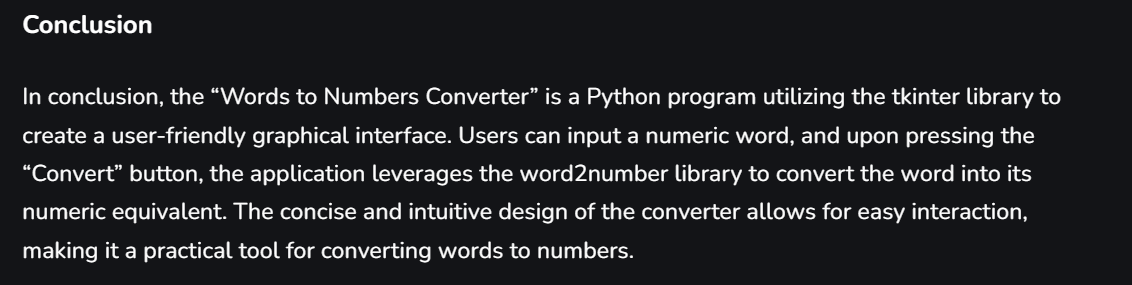 Conclusion
In conclusion, the “Words to Numbers Converter” is a Python program utilizing the tkinter library to
create a user-friendly graphical interface. Users can input a numeric word, and upon pressing the
“Convert” button, the application leverages the word2number library to convert the word into its
numeric equivalent. The concise and intuitive design of the converter allows for easy interaction,
making it a practical tool for converting words to numbers.